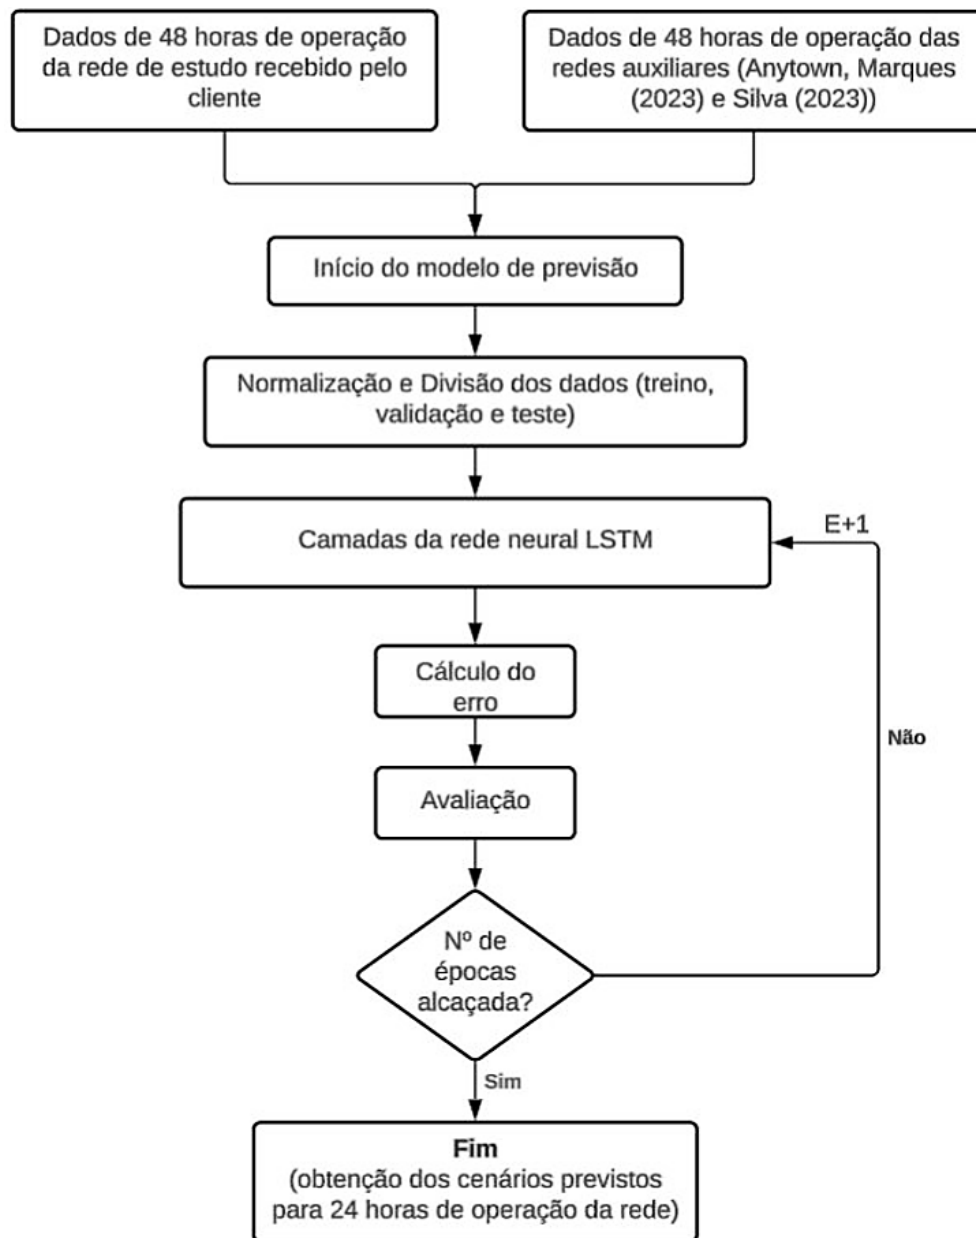 Dados de 48 horas de operação
da rede de estudo recebido pelo
cliente
Dados de 48 horas de operação das
redes auxiliares (Anytown, Marques
(2023) e Silva (2023))
Início do modelo de previsão
Normalização e Divisão dos dados (treino,
validação e teste)
Camadas da rede neural LSTM
E+1
Cálculo do
erro
Não
Avaliação
Nº de
épocas
alcaçada?
Sim
Fim
(obtenção dos cenários previstos
para 24 horas de operação da rede)